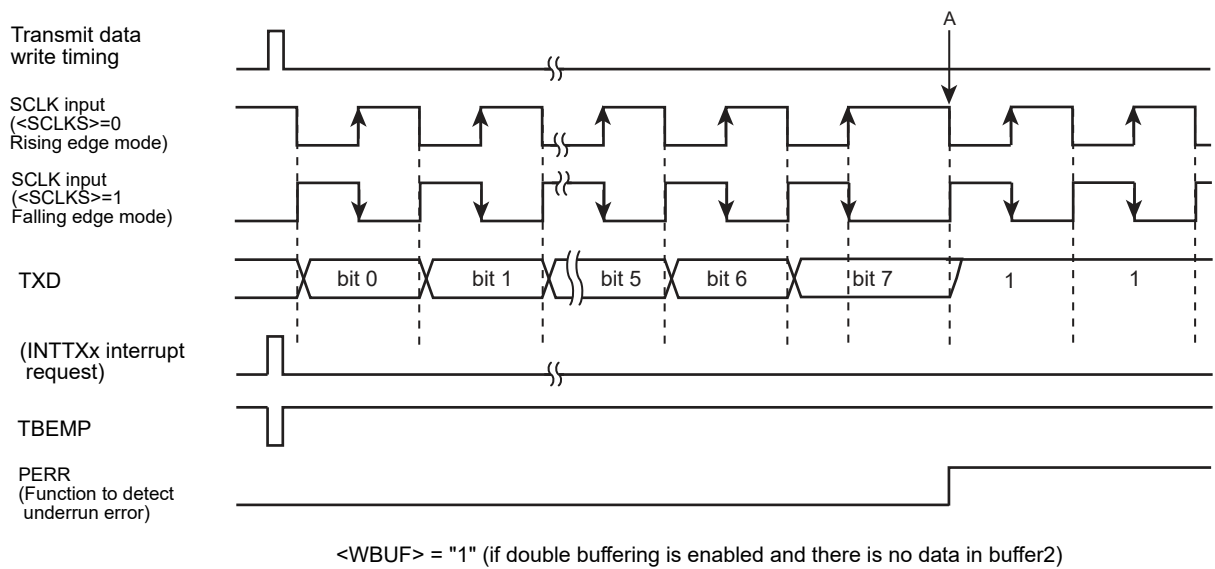 A
Transmit data
write timing
SCLK input
(<SCLKS>=0
Rising edge mode)
SCLK input
(<SCLKS>=1
Falling edge mode)
TXD
bit 0
bit 1
bit 5
bit 6
bit 7
1
1
(INTTXx interrupt
request)
TBEMP
PERR
(Function to detect
underrun error)
<WBUF> = "1" (if double buffering is enabled and there is no data in buffer2)